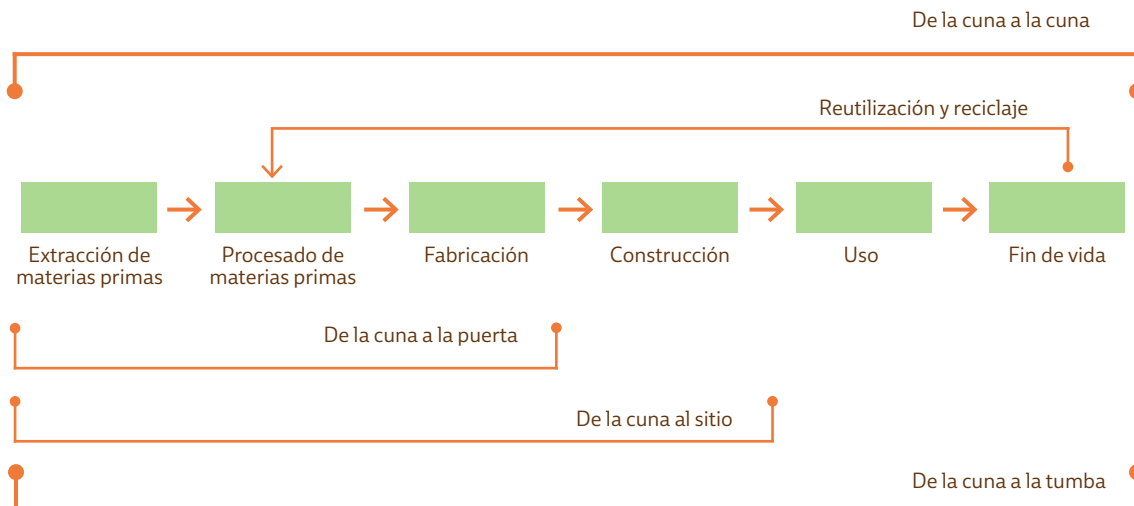 De la cuna a la cuna
Reutilización y reciclaje
Extracción de
materias primas
Procesado de
materias primas
Fabricación
Construcción
Uso
Fin de vida
De la cuna a la puerta
De la cuna al sitio
De la cuna a la tumba